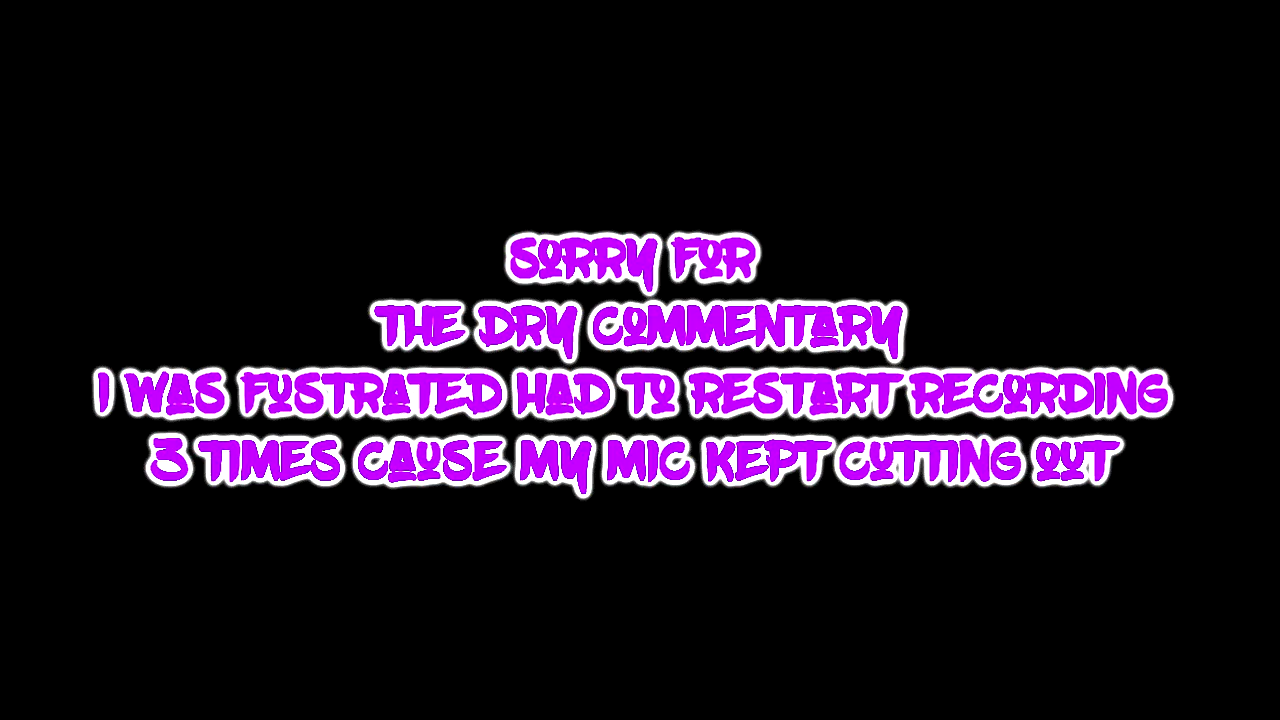 SORRY FOR
THE DRY COMMENTARY
I WAS FUSTRATED HAD TO RESTART RECORDING
3 TIMES CAUSE MY MIC KEPT CUTTING OUT